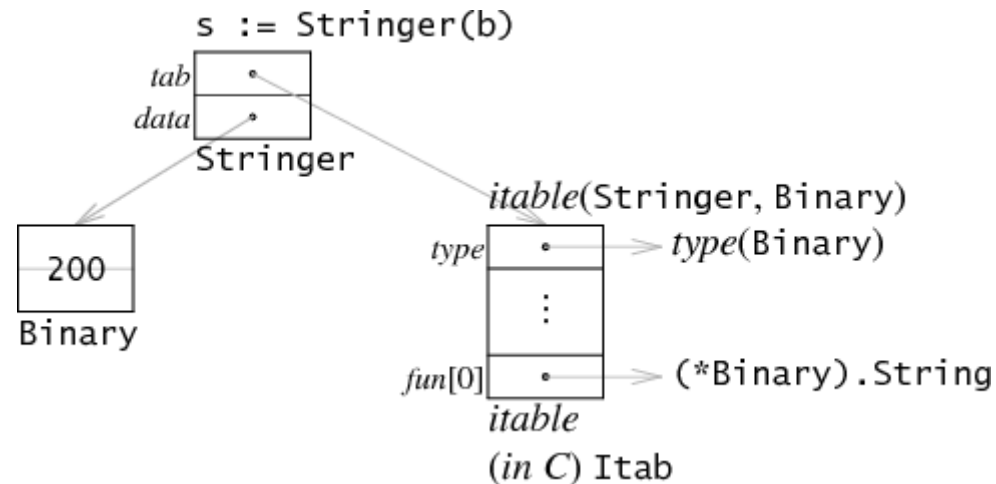 s := Stringer(b)
tab
data
Stringer
200
Binary
itable(Stringer, Binary)
type
type(Binary)
⋮
fun[0]
(*Binary).String
itable
(in C) Itab